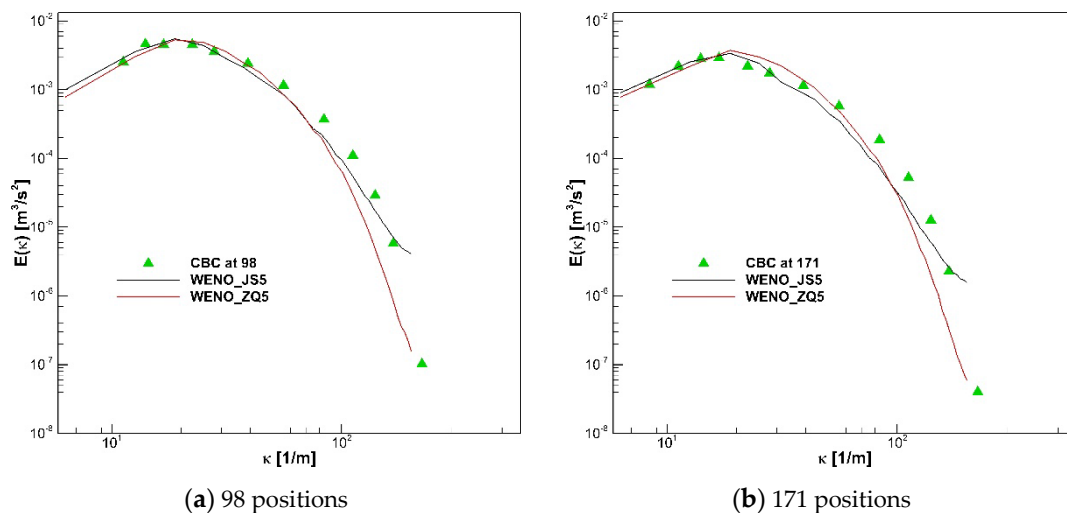 10⁻²
10⁻³
10⁻⁴
10⁻⁵
10⁻⁶
10⁻⁷
10⁻⁸
E(κ) [m³/s²]
CBC at 98
WENO_JS5
WENO_ZQ5
10¹
10²
κ [1/m]
(a) 98 positions
10⁻²
10⁻³
10⁻⁴
10⁻⁵
10⁻⁶
10⁻⁷
10⁻⁸
E(κ) [m³/s²]
CBC at 171
WENO_JS5
WENO_ZQ5
10¹
10²
κ [1/m]
(b) 171 positions